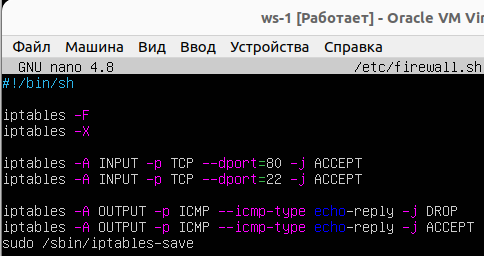 ws-1 [Работает] - Oracle VM Vir
Файл Машина Вид Ввод Устройства Справка
GNU nano 4.8 /etc/firewall.sh
#!/bin/sh
iptables -F
iptables -X
iptables -A INPUT -p TCP --dport=80 -j ACCEPT
iptables -A INPUT -p TCP --dport=22 -j ACCEPT
iptables -A OUTPUT -p ICMP --icmp-type echo-reply -j DROP
iptables -A OUTPUT -p ICMP --icmp-type echo-reply -j ACCEPT
sudo /sbin/iptables-save